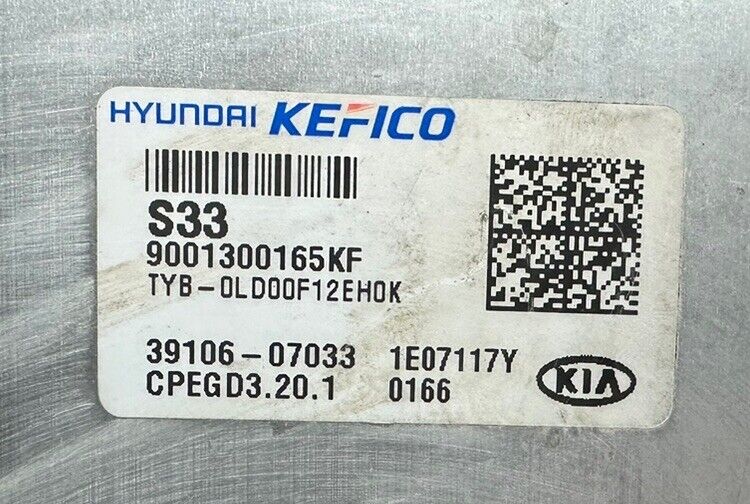 HYUNDAI KEFICO
S33
9001300165KF
TYB-0LD00F12EH0K
39106-07033 1E07117Y
CPEGD3.20.1 0166
KIA